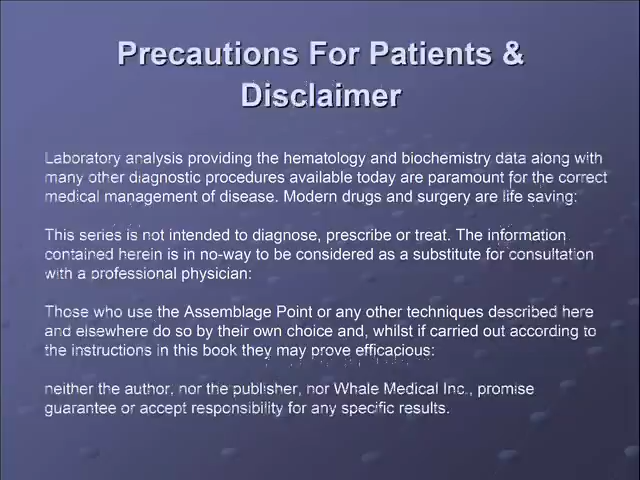 Precautions For Patients &
Disclaimer
Laboratory analysis providing the hematology and biochemistry data along with
many other diagnostic procedures available today are paramount for the correct
medical management of disease. Modern drugs and surgery are life saving:
This series is not intended to diagnose, prescribe or treat. The information
contained herein is in no-way to be considered as a substitute for consultation
with a professional physician:
Those who use the Assemblage Point or any other techniques described here
and elsewhere do so by their own choice and, whilst if carried out according to
the instructions in this book they may prove efficacious:
neither the author, nor the publisher, nor Whale Medical Inc., promise
guarantee or accept responsibility for any specific results.